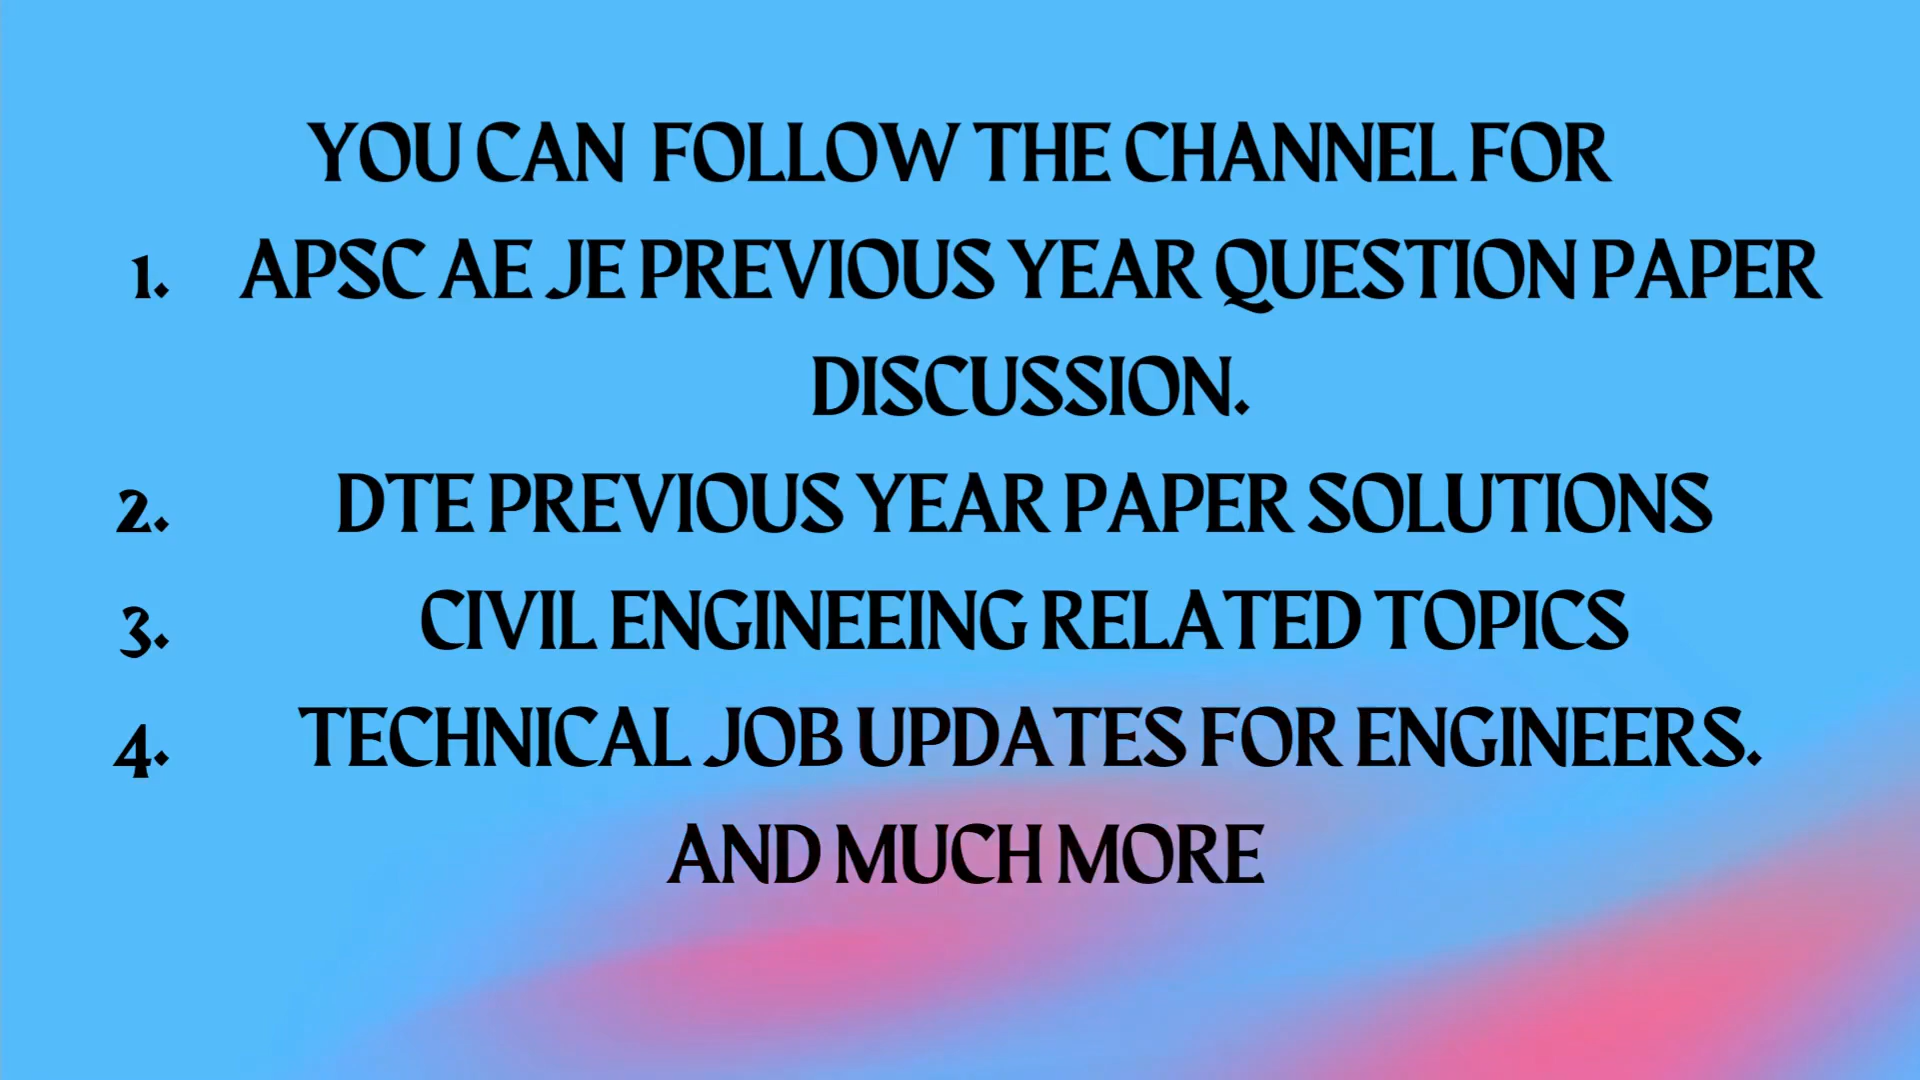 YOU CAN FOLLOW THE CHANNEL FOR
1. APSC AE JE PREVIOUS YEAR QUESTION PAPER
DISCUSSION.
2. DTE PREVIOUS YEAR PAPER SOLUTIONS
3. CIVIL ENGINEEING RELATED TOPICS
4. TECHNICAL JOB UPDATES FOR ENGINEERS.
AND MUCH MORE